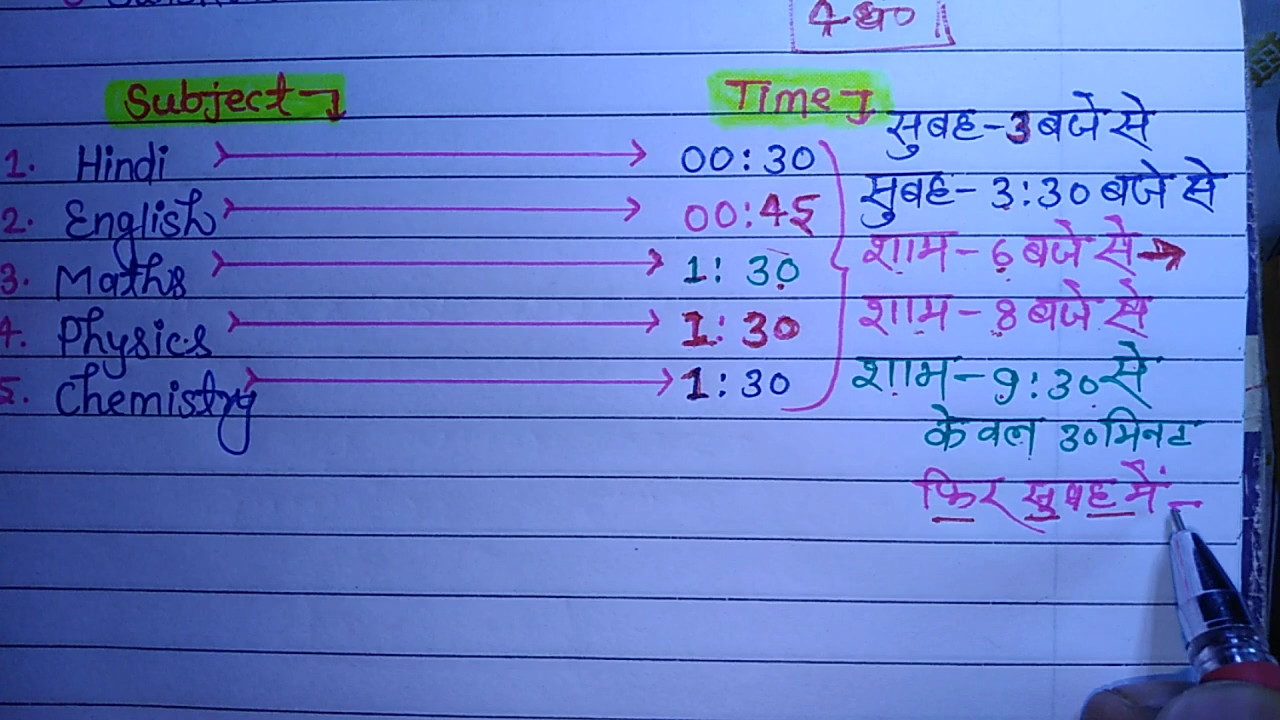 4 घं०
Subject Time
सुबह-3 बजे से
1. Hindi 00:30
सुबह- 3:30 बजे से
2. English 00:45
शाम- 6 बजे से→
3. Maths 1:30
शाम - 8 बजे से
4. Physics 1:30
शाम- 9:30 से
5. Chemistry 1:30
केवल 30 मिनट
फिर सुबह में-